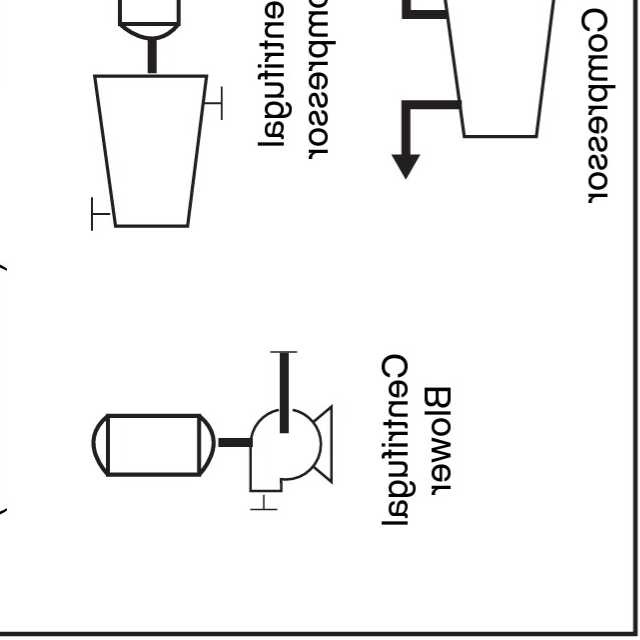 entrifugal
ompressor
Centrifugal
Blower
Compressor